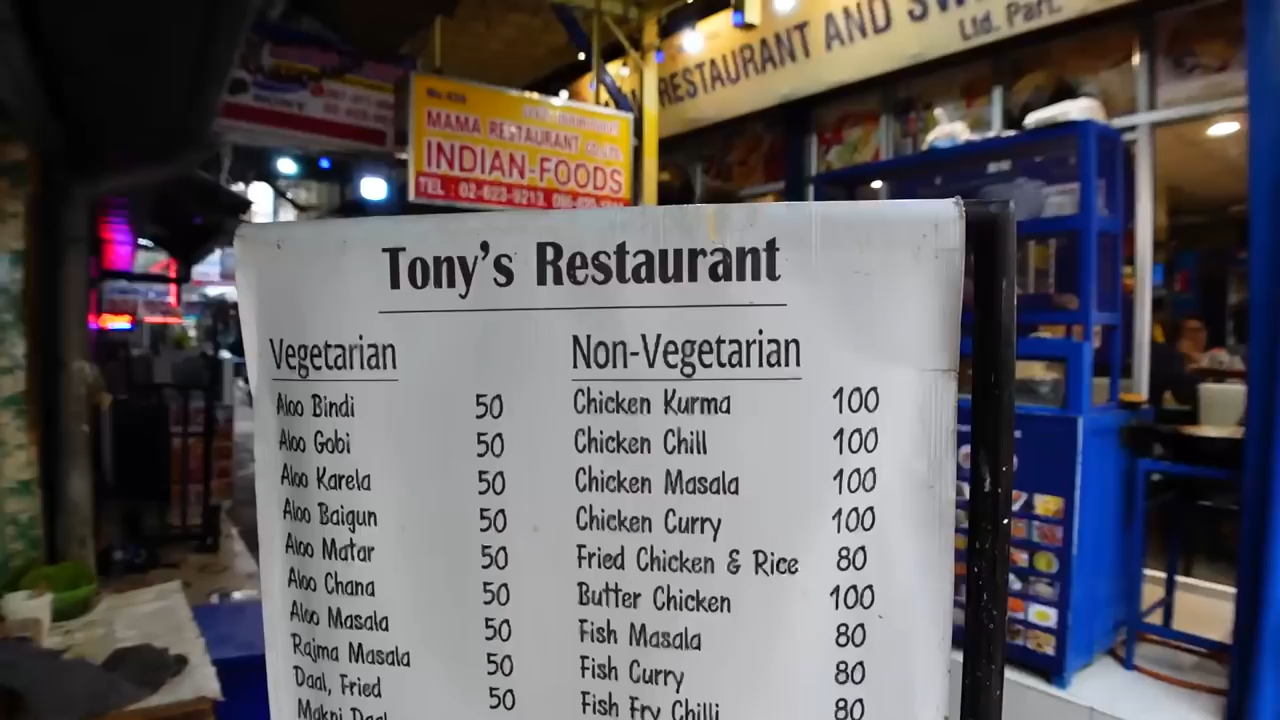 RESTAURANT AND
Ltd. Part.
MAMA RESTAURANT
INDIAN-FOODS
TEL : 02-623-9213,
Tony's Restaurant
Vegetarian
Aloo Bindi 50
Aloo Gobi 50
Aloo Karela 50
Aloo Baigun 50
Aloo Matar 50
Aloo Chana 50
Aloo Masala 50
Rajma Masala 50
Daal, Fried 50
Makni Daal
Non-Vegetarian
Chicken Kurma 100
Chicken Chill 100
Chicken Masala 100
Chicken Curry 100
Fried Chicken & Rice 80
Butter Chicken 100
Fish Masala 80
Fish Curry 80
Fish Fry Chilli 80